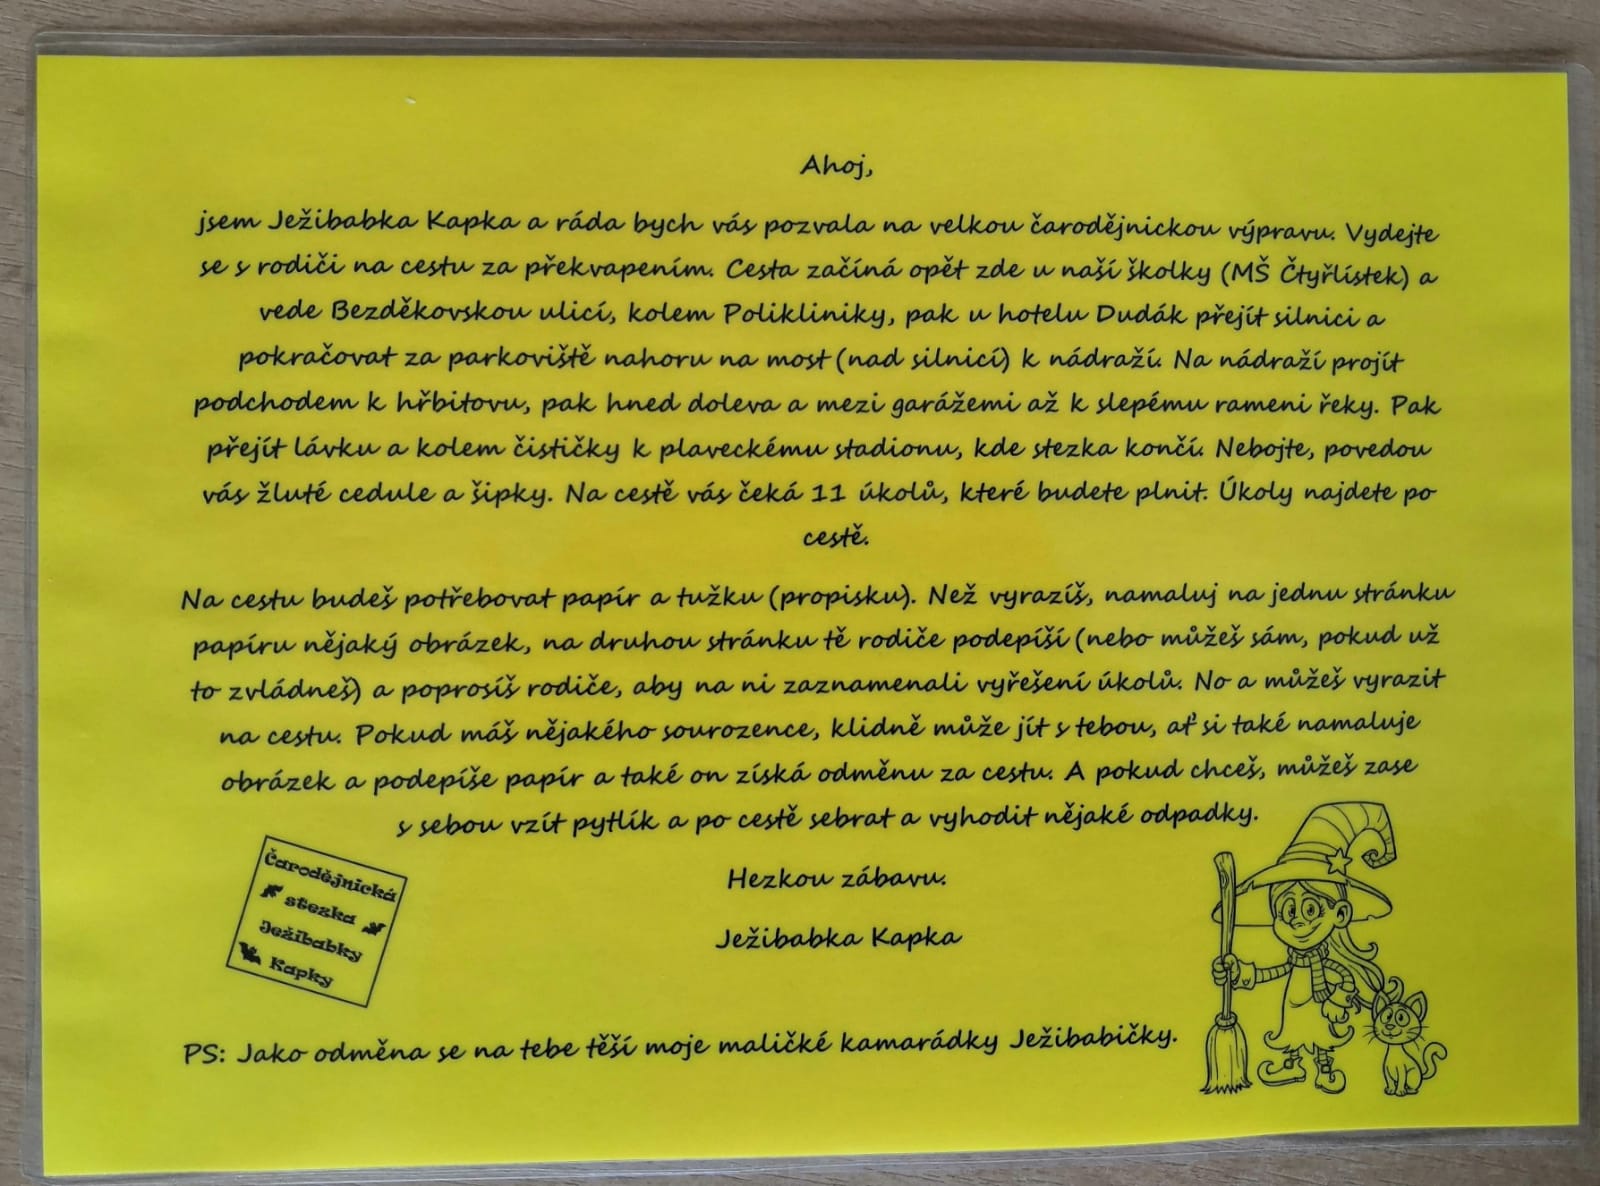 Ahoj,
jsem Ježibabka Kapka a ráda bych vás pozvala na velkou čarodějnickou výpravu. Vydejte
se s rodiči na cestu za překvapením. Cesta začíná opět zde u naší školky (MŠ Čtyřlístek) a
vede Bezděkovskou ulicí, kolem Polikliniky, pak u hotelu Dudák přejít silnici a
pokračovat za parkoviště nahoru na most (nad silnicí) k nádraží. Na nádraží projít
podchodem k hřbitovu, pak hned doleva a mezi garážemi až k slepému rameni řeky. Pak
přejít lávku a kolem čističky k plaveckému stadionu, kde stezka končí. Nebojte, povedou
vás žluté cedule a šipky. Na cestě vás čeká 11 úkolů, které budete plnit. Úkoly najdete po
cestě.
Na cestu budeš potřebovat papír a tužku (propisku). Než vyrazíš, namaluj na jednu stránku
papíru nějaký obrázek, na druhou stránku tě rodiče podepíší (nebo můžeš sám, pokud už
to zvládneš) a poprosíš rodiče, aby na ni zaznamenali vyřešení úkolů. No a můžeš vyrazit
na cestu. Pokud máš nějakého sourozence, klidně může jít s tebou, ať si také namaluje
obrázek a podepíše papír a také on získá odměnu za cestu. A pokud chceš, můžeš zase
s sebou vzít pytlík a po cestě sebrat a vyhodit nějaké odpadky.
Hezkou zábavu.
Ježibabka Kapka
Čarodějnická
stezka
Ježibabky
Kapky
PS: Jako odměna se na tebe těší moje maličké kamarádky Ježibabičky.